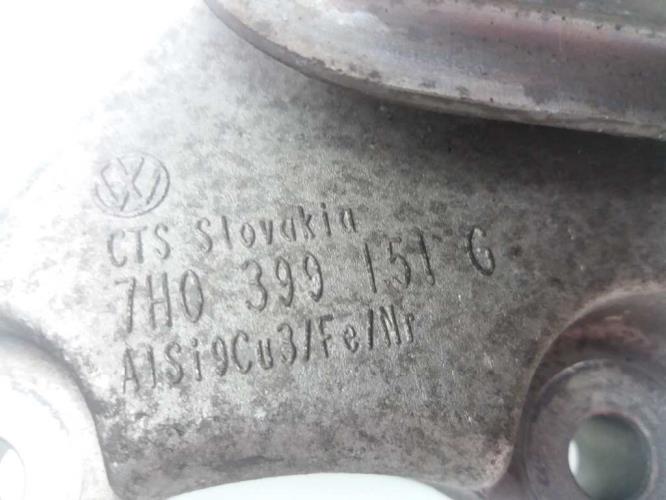 CTS Slovakia
7H0 399 151 G
AlSi9Cu3/Fe/Nr